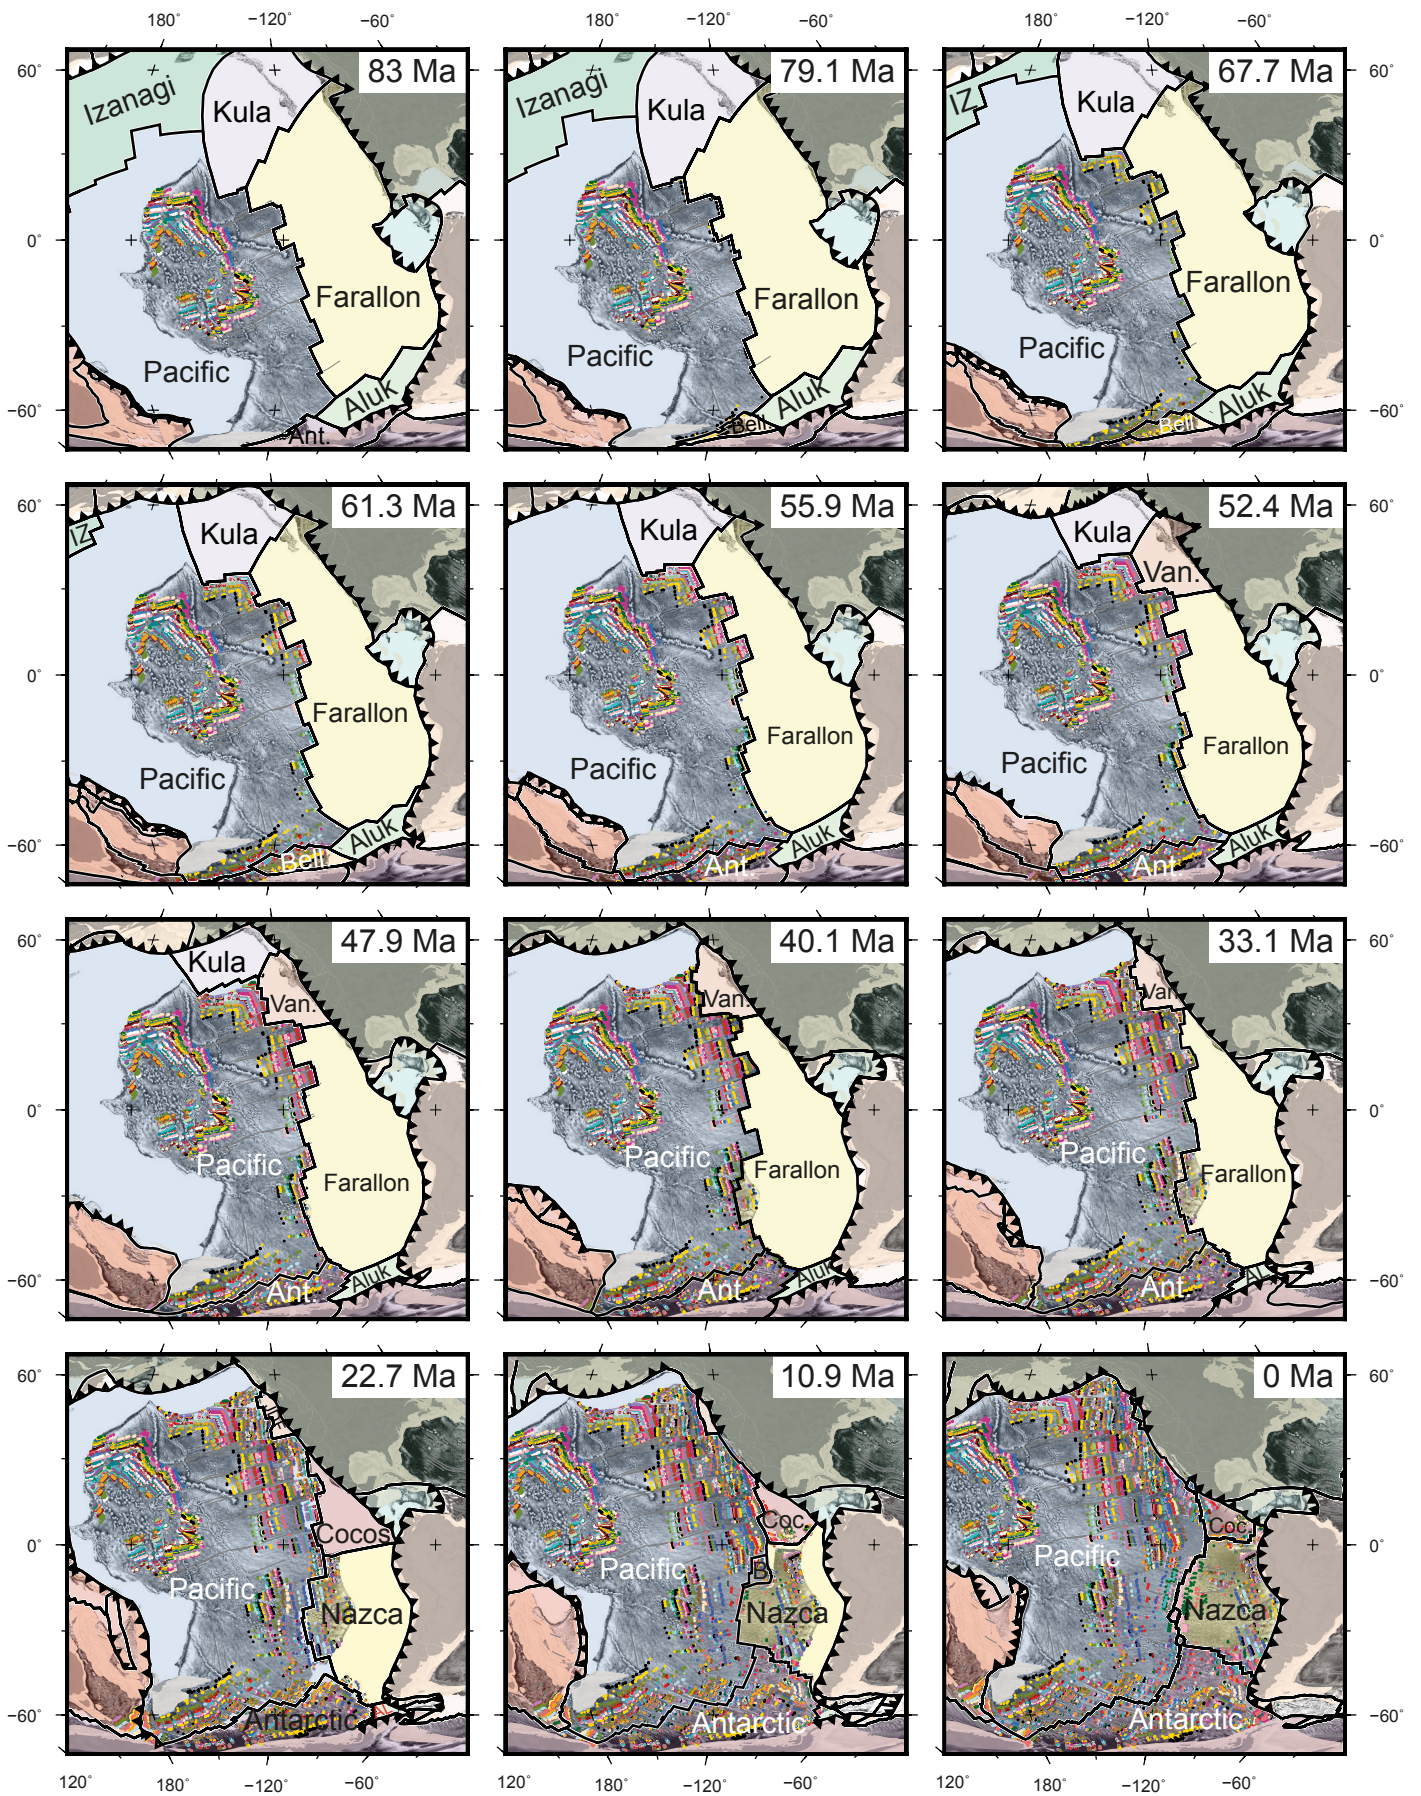 180° −120° −60° 180° −120° −60° 180° −120° −60°
60° 83 Ma 79.1 Ma 67.7 Ma 60°
Izanagi Kula Izanagi Kula IZ Kula
0° Farallon Farallon Farallon 0°
Pacific Pacific Pacific
−60° Aluk Aluk Aluk −60°
Ant. Bell. Bell.
60° 61.3 Ma 55.9 Ma 52.4 Ma 60°
IZ Kula Kula Kula
Van.
0° Farallon Farallon Farallon 0°
Pacific Pacific Pacific
−60° Aluk Aluk Aluk −60°
Bell. Ant. Ant.
60° 47.9 Ma 40.1 Ma 33.1 Ma 60°
Kula Van. Van. Van.
0° 0°
Pacific Pacific Pacific
Farallon Farallon Farallon
−60° Aluk Aluk −60°
Ant. Ant. Ant.
60° 22.7 Ma 10.9 Ma 0 Ma 60°
Cocos Coc. Coc.
0° 0°
Pacific Pacific Pacific
B.
Nazca Nazca Nazca
−60° Antarctic Antarctic Antarctic −60°
120° 180° −120° −60° 120° 180° −120° −60° 120° 180° −120° −60°